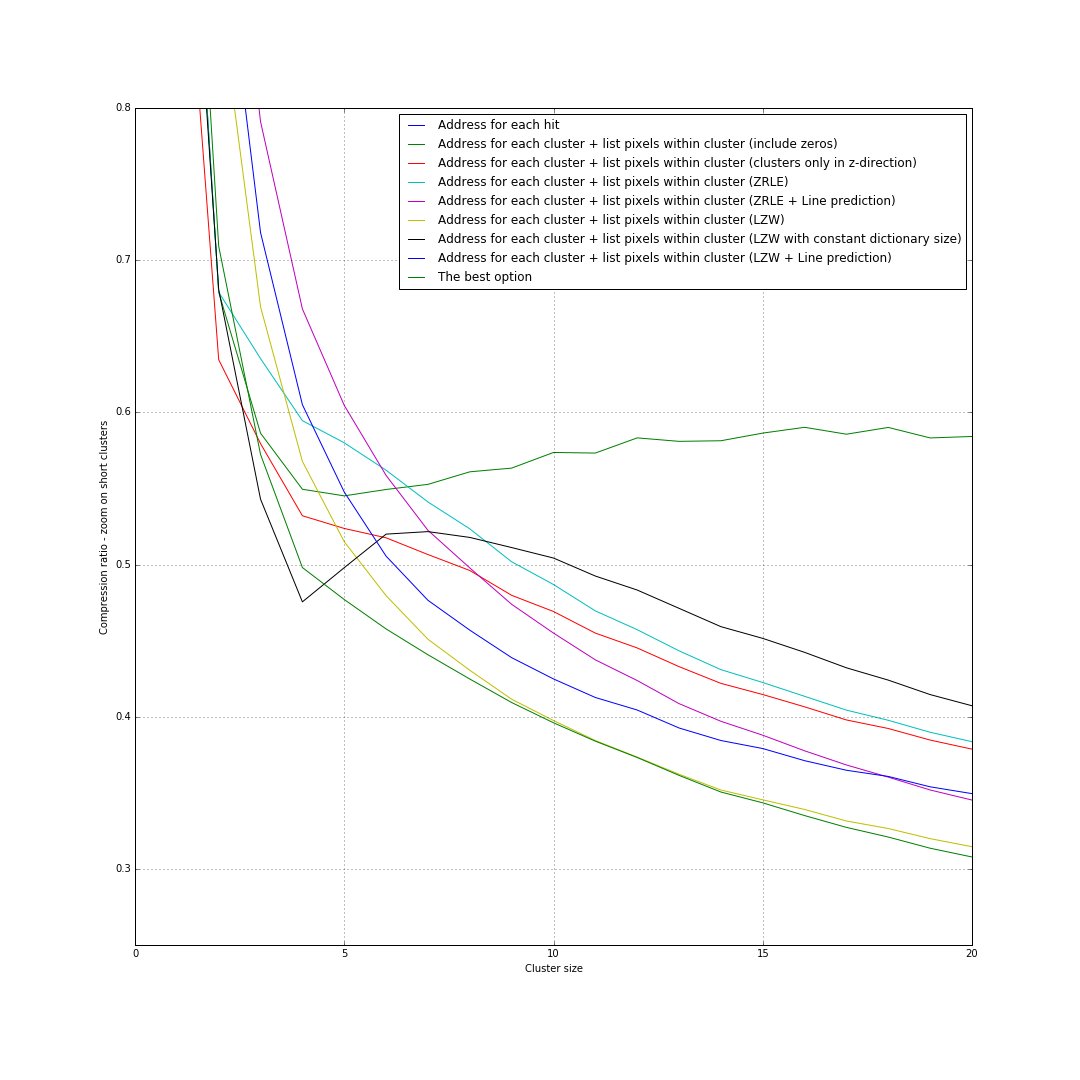 0.8
0.7
0.6
0.5
0.4
0.3
Compression ratio - zoom on short clusters
Address for each hit
Address for each cluster + list pixels within cluster (include zeros)
Address for each cluster + list pixels within cluster (clusters only in z-direction)
Address for each cluster + list pixels within cluster (ZRLE)
Address for each cluster + list pixels within cluster (ZRLE + Line prediction)
Address for each cluster + list pixels within cluster (LZW)
Address for each cluster + list pixels within cluster (LZW with constant dictionary size)
Address for each cluster + list pixels within cluster (LZW + Line prediction)
The best option
0 5 10 15 20
Cluster size